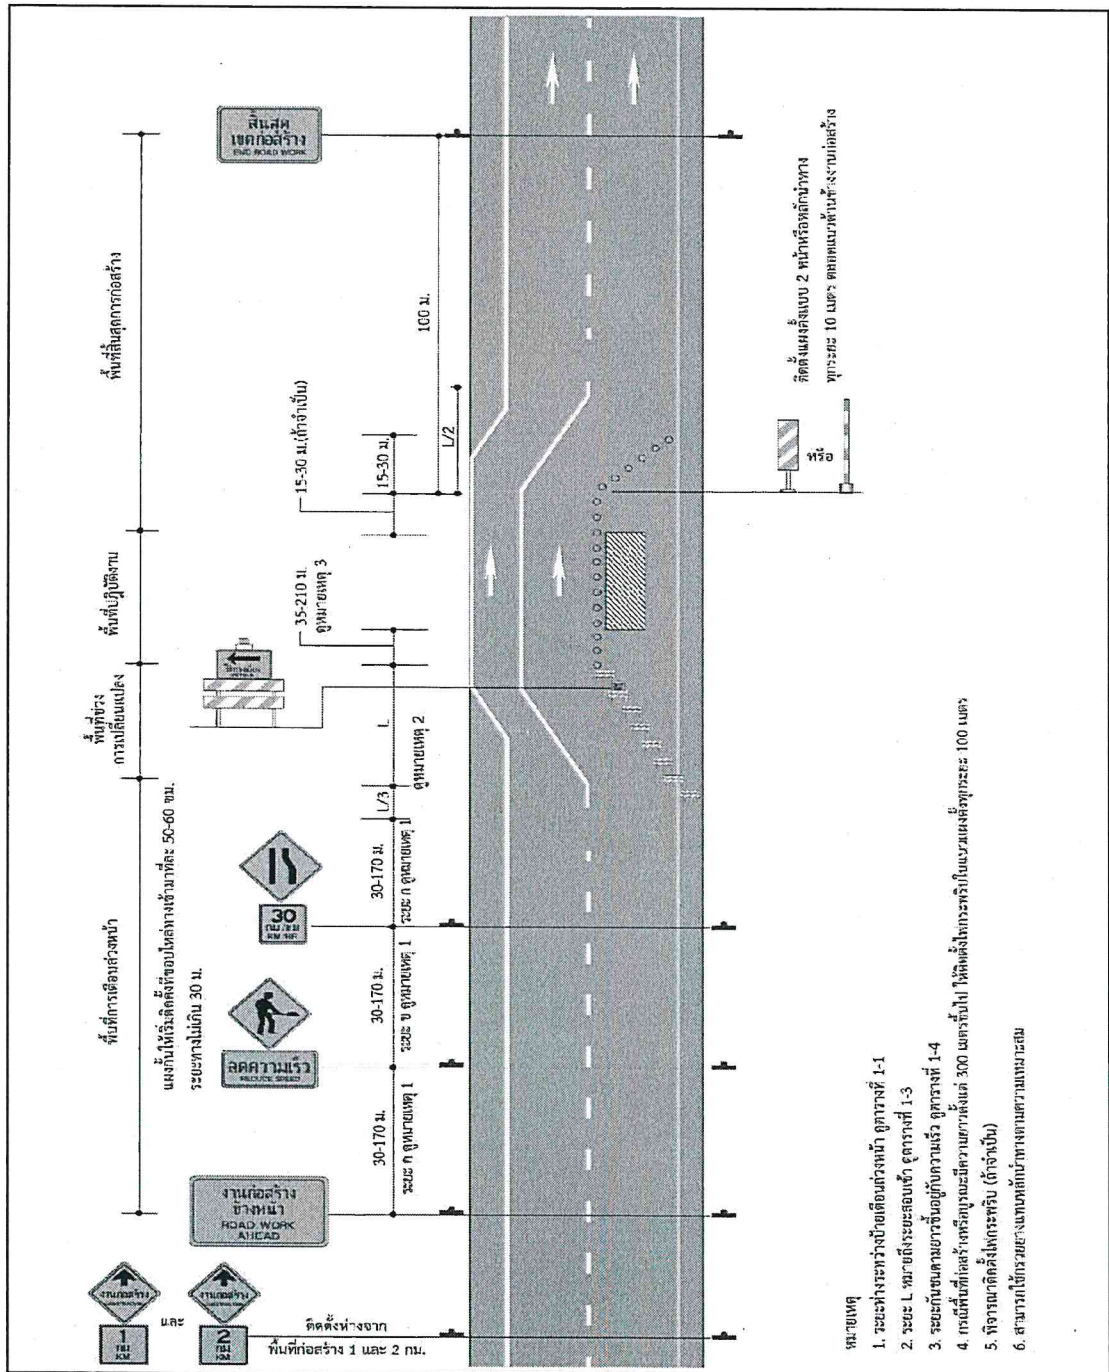 สิ้นสุด
เขตก่อสร้าง
END ROAD WORK
พื้นที่สิ้นสุดการก่อสร้าง
100 ม.
15-30 ม.(ถ้าจำเป็น)
15-30 ม.
L/2
ติดตั้งแผงตั้งแบบ 2 หน้าหรือหลักนำทาง
ทุกระยะ 10 เมตร ตลอดแนวด้านข้างงานก่อสร้าง
หรือ
พื้นที่ปฏิบัติงาน
35-210 ม.
ดูหมายเหตุ 3
พื้นที่ช่วง
การเปลี่ยนแปลง
L
ดูหมายเหตุ 2
L/3
พื้นที่การเตือนล่วงหน้า
แผงกั้นให้เริ่มติดตั้งที่ขอบไหล่ทางเข้ามาที่ละ 50-60 ซม.
ระยะทางไม่เกิน 30 ม.
30
กม./ชม.
KM/HR
30-170 ม.
ระยะ ก ดูหมายเหตุ 1
30-170 ม.
ระยะ ข ดูหมายเหตุ 1
ลดความเร็ว
REDUCE SPEED
30-170 ม.
ระยะ ก ดูหมายเหตุ 1
งานก่อสร้าง
ข้างหน้า
ROAD WORK
AHEAD
งานก่อสร้าง
1
กม
KM
และ
งานก่อสร้าง
2
กม
KM
ติดตั้งห่างจาก
พื้นที่ก่อสร้าง 1 และ 2 กม.
หมายเหตุ
1. ระยะห่างระหว่างป้ายเตือนล่วงหน้า ดูตารางที่ 1-1
2. ระยะ L หมายถึงระยะสอบเข้า ดูตารางที่ 1-3
3. ระยะกันชนตามยาวขึ้นอยู่กับความเร็ว ดูตารางที่ 1-4
4. กรณีพื้นที่ก่อสร้างหรือบูรณะมีความยาวตั้งแต่ 300 เมตรขึ้นไป ให้ติดตั้งไฟกระพริบในแนวแผงตั้งทุกระยะ 100 เมตร
5. พิจารณาติดตั้งไฟกระพริบ (ถ้าจำเป็น)
6. สามารถใช้กรวยยางแทนหลักนำทางตามความเหมาะสม